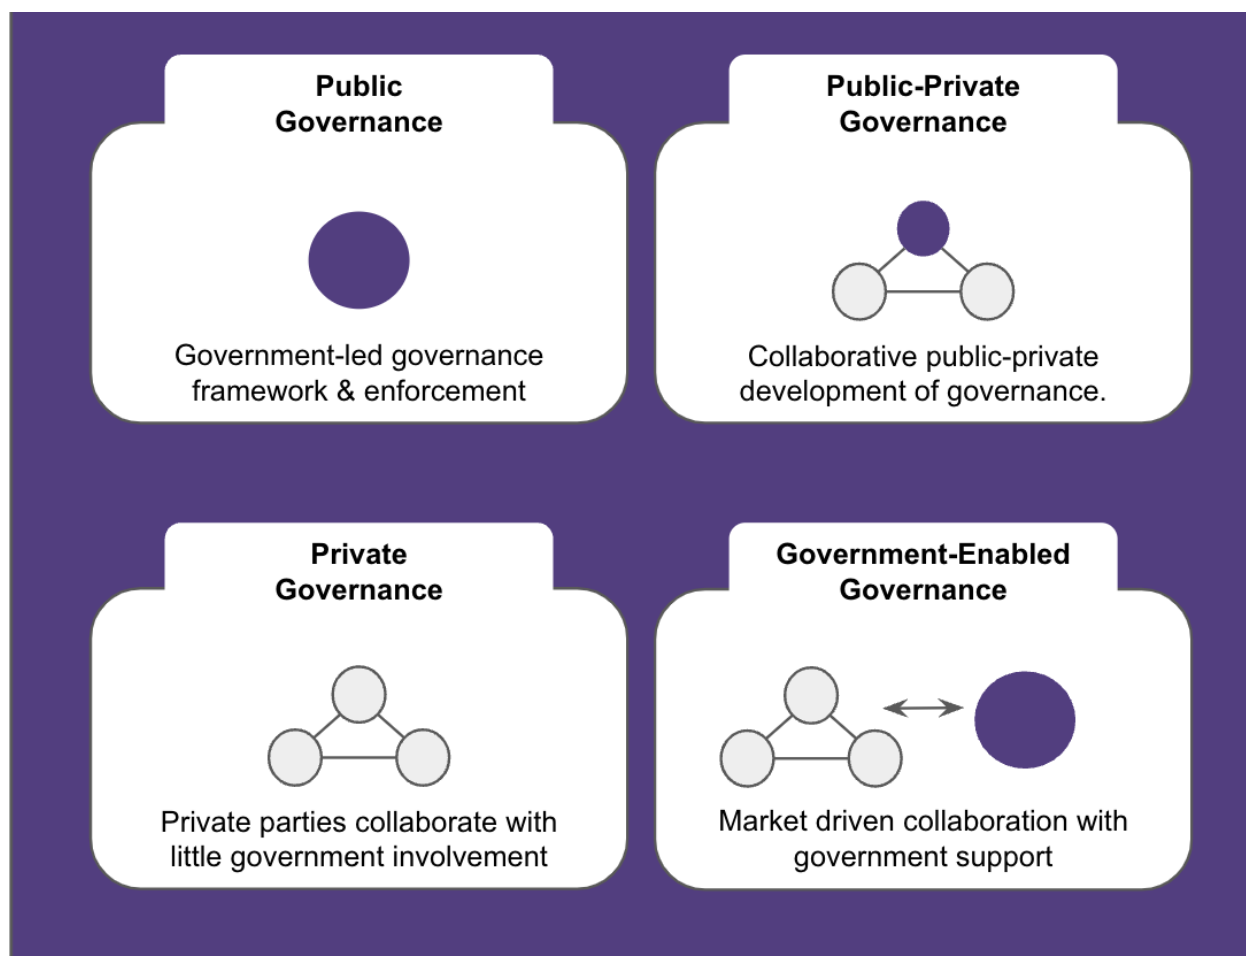 Public
Governance
Government-led governance
framework & enforcement
Public-Private
Governance
Collaborative public-private
development of governance.
Private
Governance
Private parties collaborate with
little government involvement
Government-Enabled
Governance
Market driven collaboration with
government support